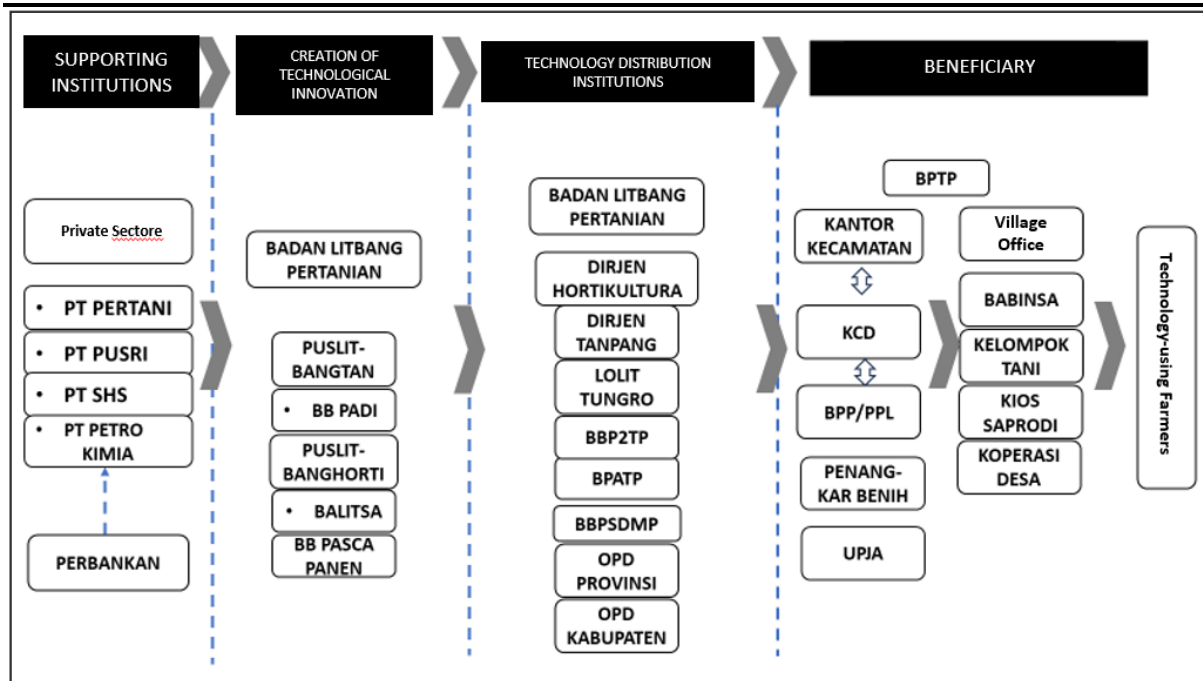 SUPPORTING
INSTITUTIONS
CREATION OF
TECHNOLOGICAL
INNOVATION
TECHNOLOGY DISTRIBUTION
INSTITUTIONS
BENEFICIARY
Private Sectore
• PT PERTANI
• PT PUSRI
• PT SHS
• PT PETRO
KIMIA
PERBANKAN
BADAN LITBANG
PERTANIAN
PUSLIT-
BANGTAN
• BB PADI
PUSLIT-
BANGHORTI
• BALITSA
BB PASCA
PANEN
BADAN LITBANG
PERTANIAN
DIRJEN
HORTIKULTURA
DIRJEN
TANPANG
LOLIT
TUNGRO
BBP2TP
BPATP
BBPSDMP
OPD
PROVINSI
OPD
KABUPATEN
BPTP
KANTOR
KECAMATAN
KCD
BPP/PPL
PENANG-
KAR BENIH
UPJA
Village
Office
BABINSA
KELOMPOK
TANI
KIOS
SAPRODI
KOPERASI
DESA
Technology-using Farmers